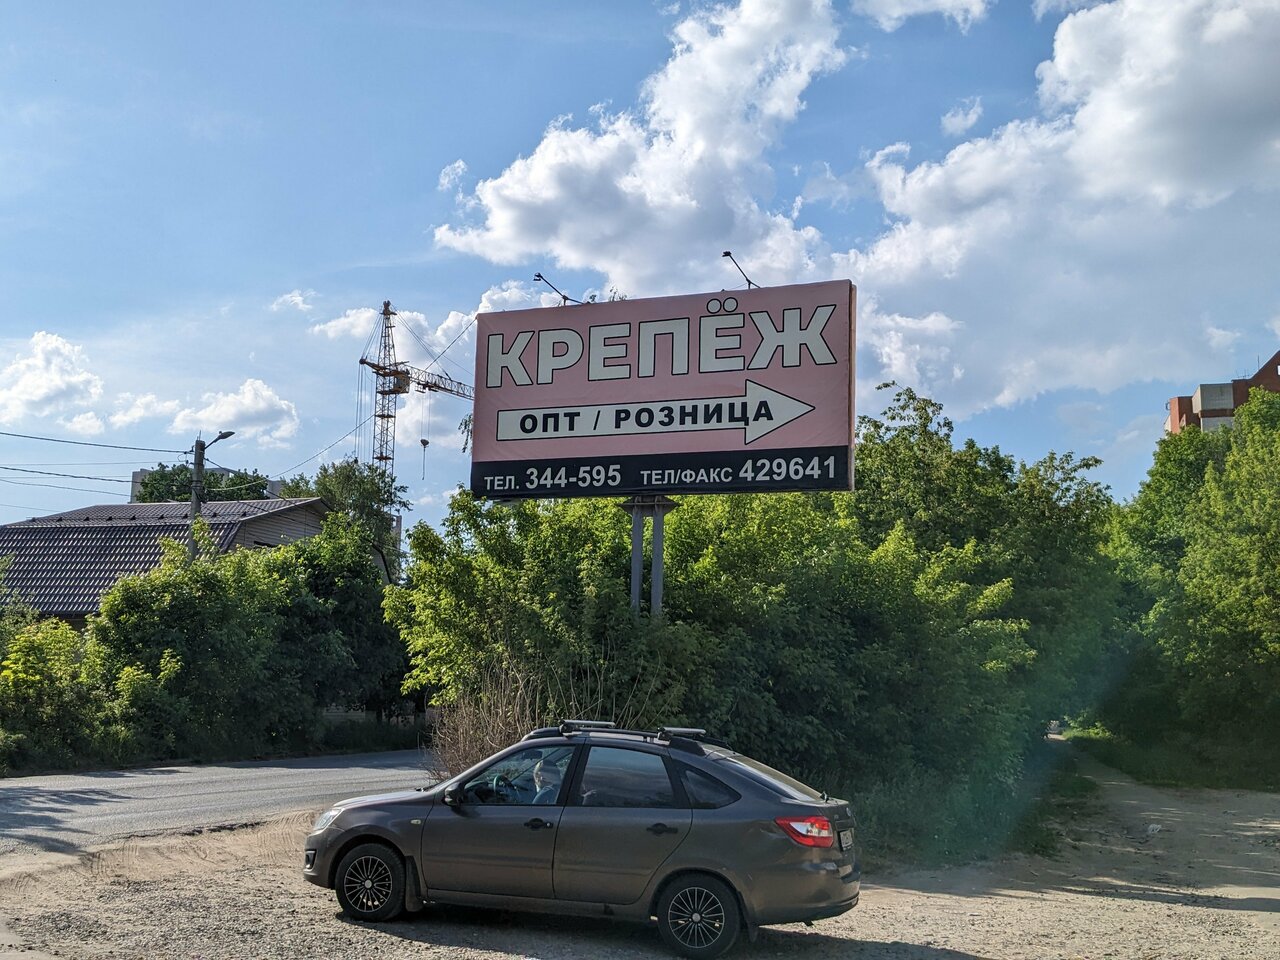 КРЕПЁЖ
ОПТ / РОЗНИЦА
ТЕЛ. 344-595 ТЕЛ/ФАКС 429641